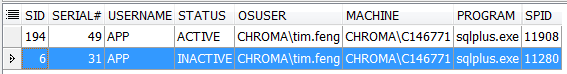 SID SERIAL# USERNAME STATUS OSUSER MACHINE PROGRAM SPID
194 49 APP ACTIVE CHROMA\tim.feng CHROMA\C146771 sqlplus.exe 11908
6 31 APP INACTIVE CHROMA\tim.feng CHROMA\C146771 sqlplus.exe 11280